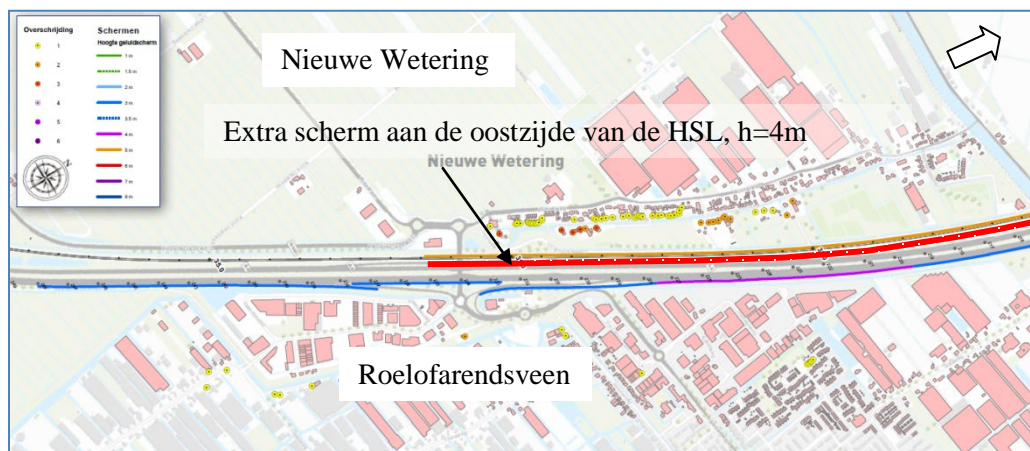 Overschrijding
1
2
3
4
5
6
Schermen
Hoogte geluidscherm
1 m
1.5 m
2 m
3 m
3.5 m
4 m
5 m
6 m
7 m
8 m
Nieuwe Wetering
Extra scherm aan de oostzijde van de HSL, h=4m
Nieuwe Wetering
Roelofarendsveen